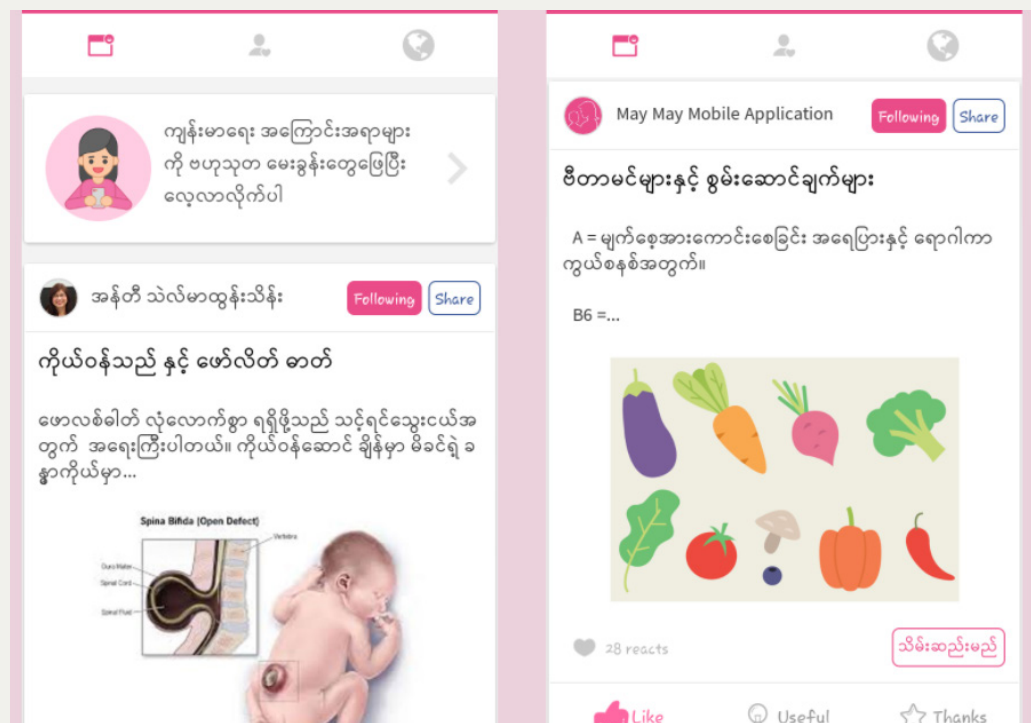 ကျန်းမာရေး အကြောင်းအရာများ
ကို ဗဟုသုတ မေးခွန်းတွေဖြေပြီး
လေ့လာလိုက်ပါ
အန်တီ သဲလ်မာထွန်းသိန်း
Following
Share
ကိုယ်ဝန်သည် နှင့် ဖော်လိတ် ဓာတ်
ဖောလစ်ဓါတ် လုံလောက်စွာ ရရှိဖို့သည် သင့်ရင်သွေးငယ်အ
တွက် အရေးကြီးပါတယ်။ ကိုယ်ဝန်ဆောင် ချိန်မှာ မိခင်ရဲ့ ခ
န္ဓာကိုယ်မှာ...
Spina Bifida (Open Defect)
Vertebra
Dura Mater
Spinal Cord
Spinal Fluid
May May Mobile Application
Following
Share
ဗီတာမင်များနှင့် စွမ်းဆောင်ချက်များ
A = မျက်စေ့အားကောင်းစေခြင်း အရေပြားနှင့် ရောဂါကာ
ကွယ်စနစ်အတွက်။
B6 =...
28 reacts
သိမ်းဆည်းမည်
Like
Useful
Thanks